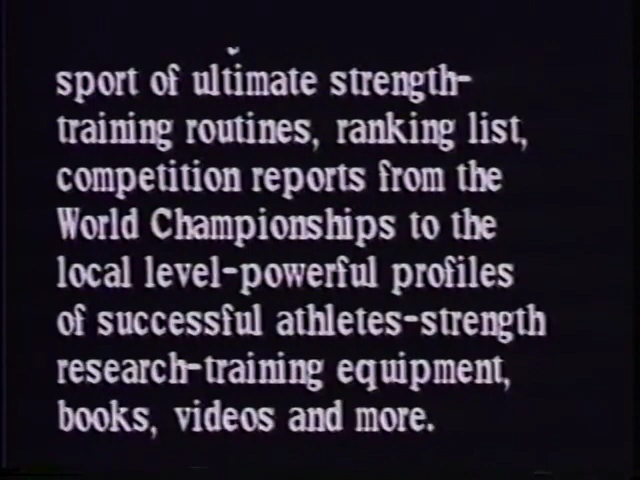 sport of ultimate strength-
training routines, ranking list,
competition reports from the
World Championships to the
local level-powerful profiles
of successful athletes-strength
research-training equipment,
books, videos and more.